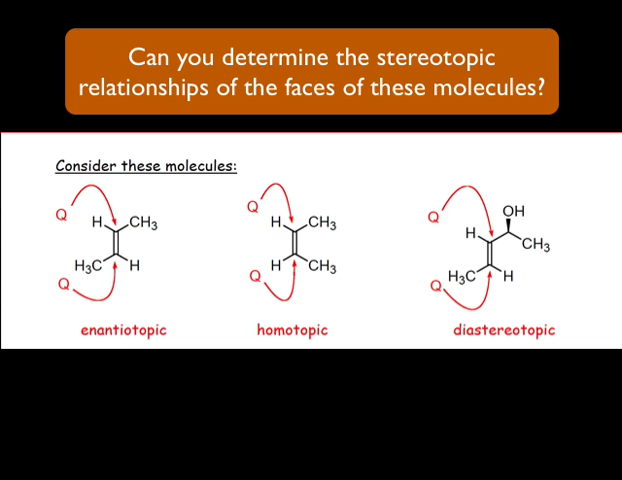 Can you determine the stereotopic
relationships of the faces of these molecules?
Consider these molecules:
Q H CH3
H3C H
Q
enantiotopic
Q H CH3
H CH3
Q
homotopic
Q OH
H CH3
H3C H
Q
diastereotopic